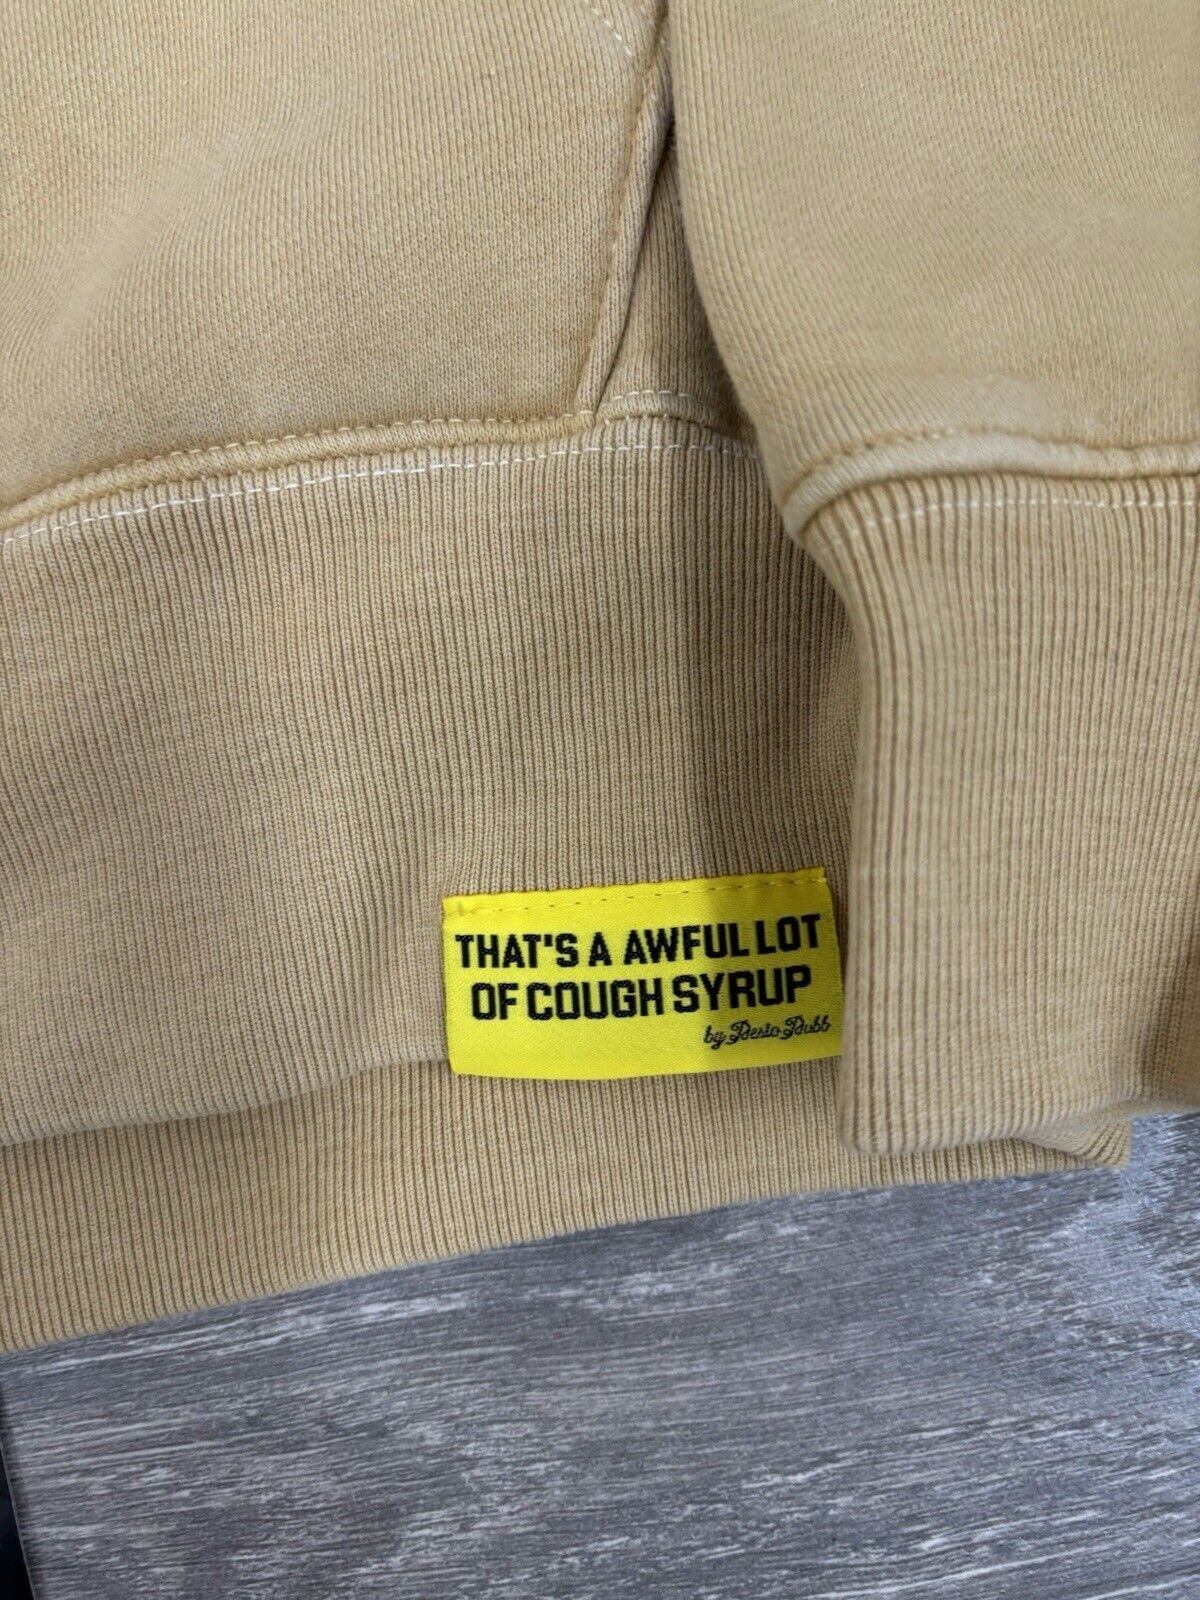 THAT'S A AWFUL LOT
OF COUGH SYRUP
by Desto Dubb